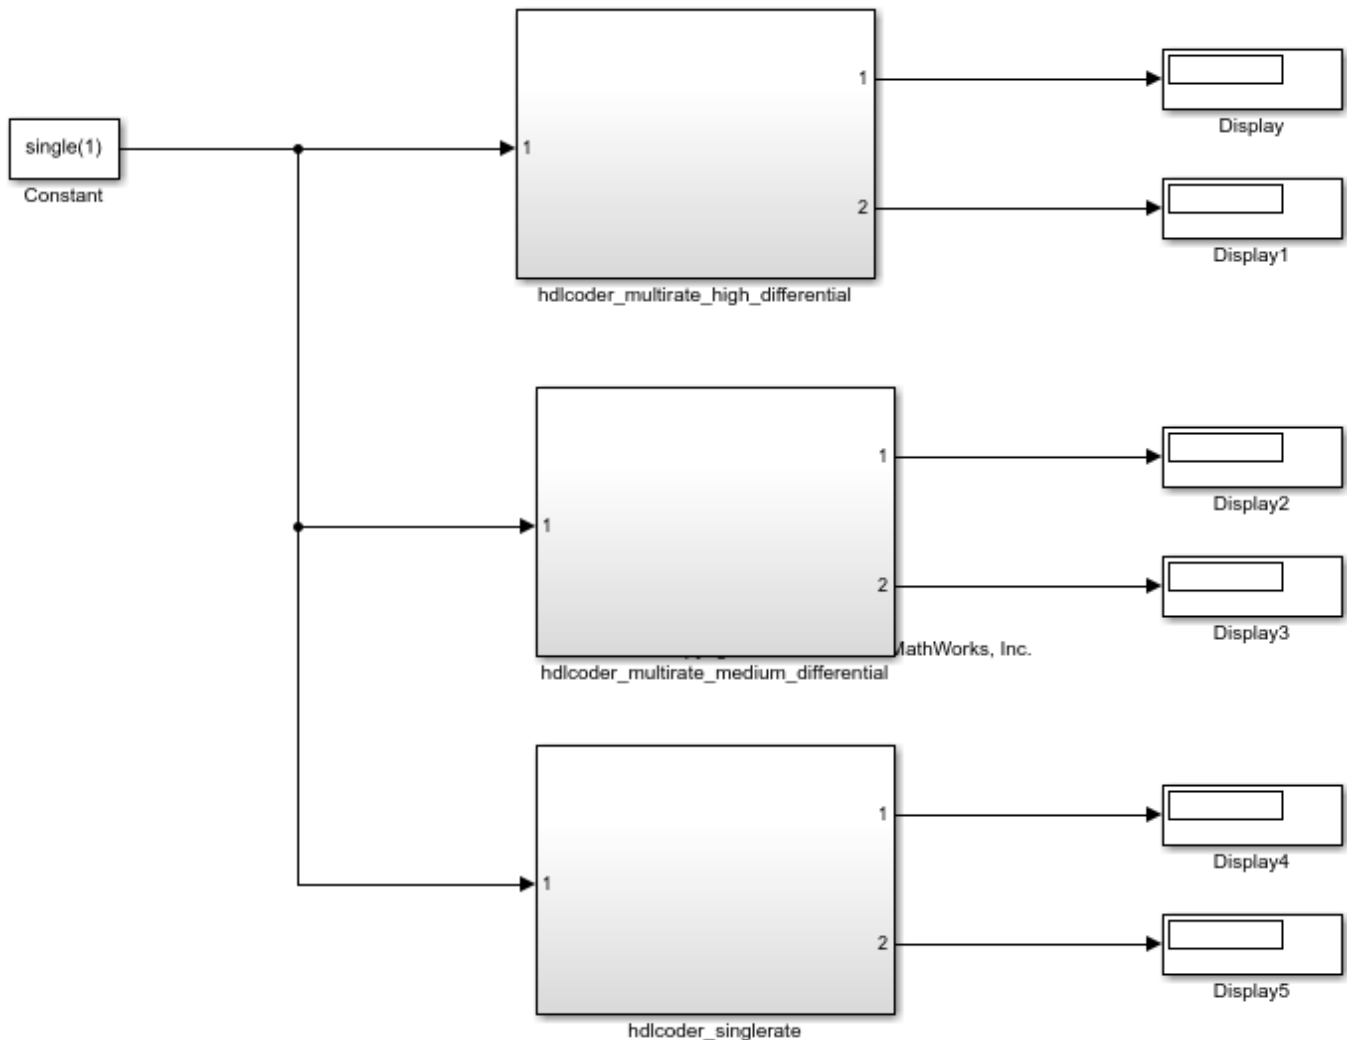 1
Display
single(1)
1
Constant
2
Display1
hdlcoder_multirate_high_differential
1
Display2
1
2
Display3
MathWorks, Inc.
hdlcoder_multirate_medium_differential
1
Display4
1
2
Display5
hdlcoder_singlerate